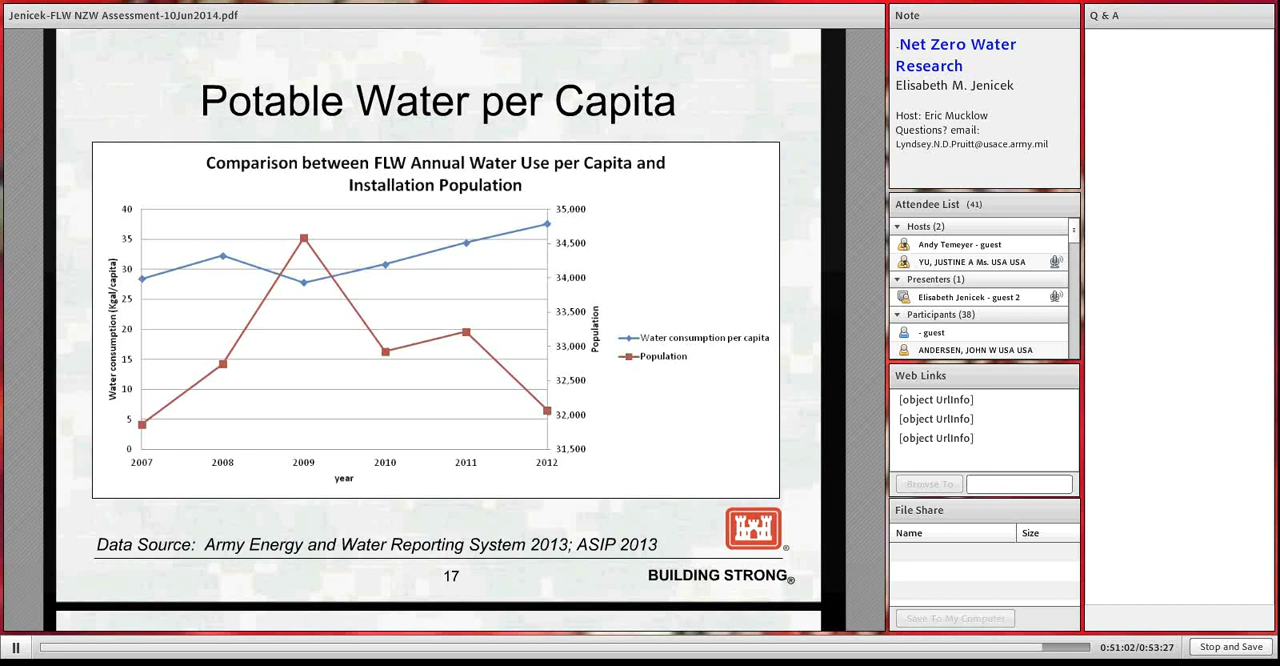 Jenicek-FLW NZW Assessment-10Jun2014.pdf
Potable Water per Capita
Comparison between FLW Annual Water Use per Capita and
Installation Population
40
35
30
25
20
15
10
5
0
Water consumption (Kgal/capita)
35,000
34,500
34,000
33,500
33,000
32,500
32,000
31,500
Population
2007 2008 2009 2010 2011 2012
year
Water consumption per capita
Population
Data Source: Army Energy and Water Reporting System 2013; ASIP 2013
17
BUILDING STRONG®
Note
-Net Zero Water
Research
Elisabeth M. Jenicek
Host: Eric Mucklow
Questions? email:
Lyndsey.N.D.Pruitt@usace.army.mil
Attendee List (41)
Hosts (2)
Andy Temeyer - guest
YU, JUSTINE A Ms. USA USA
Presenters (1)
Elisabeth Jenicek - guest 2
Participants (38)
- guest
ANDERSEN, JOHN W USA USA
Web Links
[object UrlInfo]
[object UrlInfo]
[object UrlInfo]
Browse To
File Share
Name Size
Save To My Computer
Q & A
0:51:02/0:53:27
Stop and Save